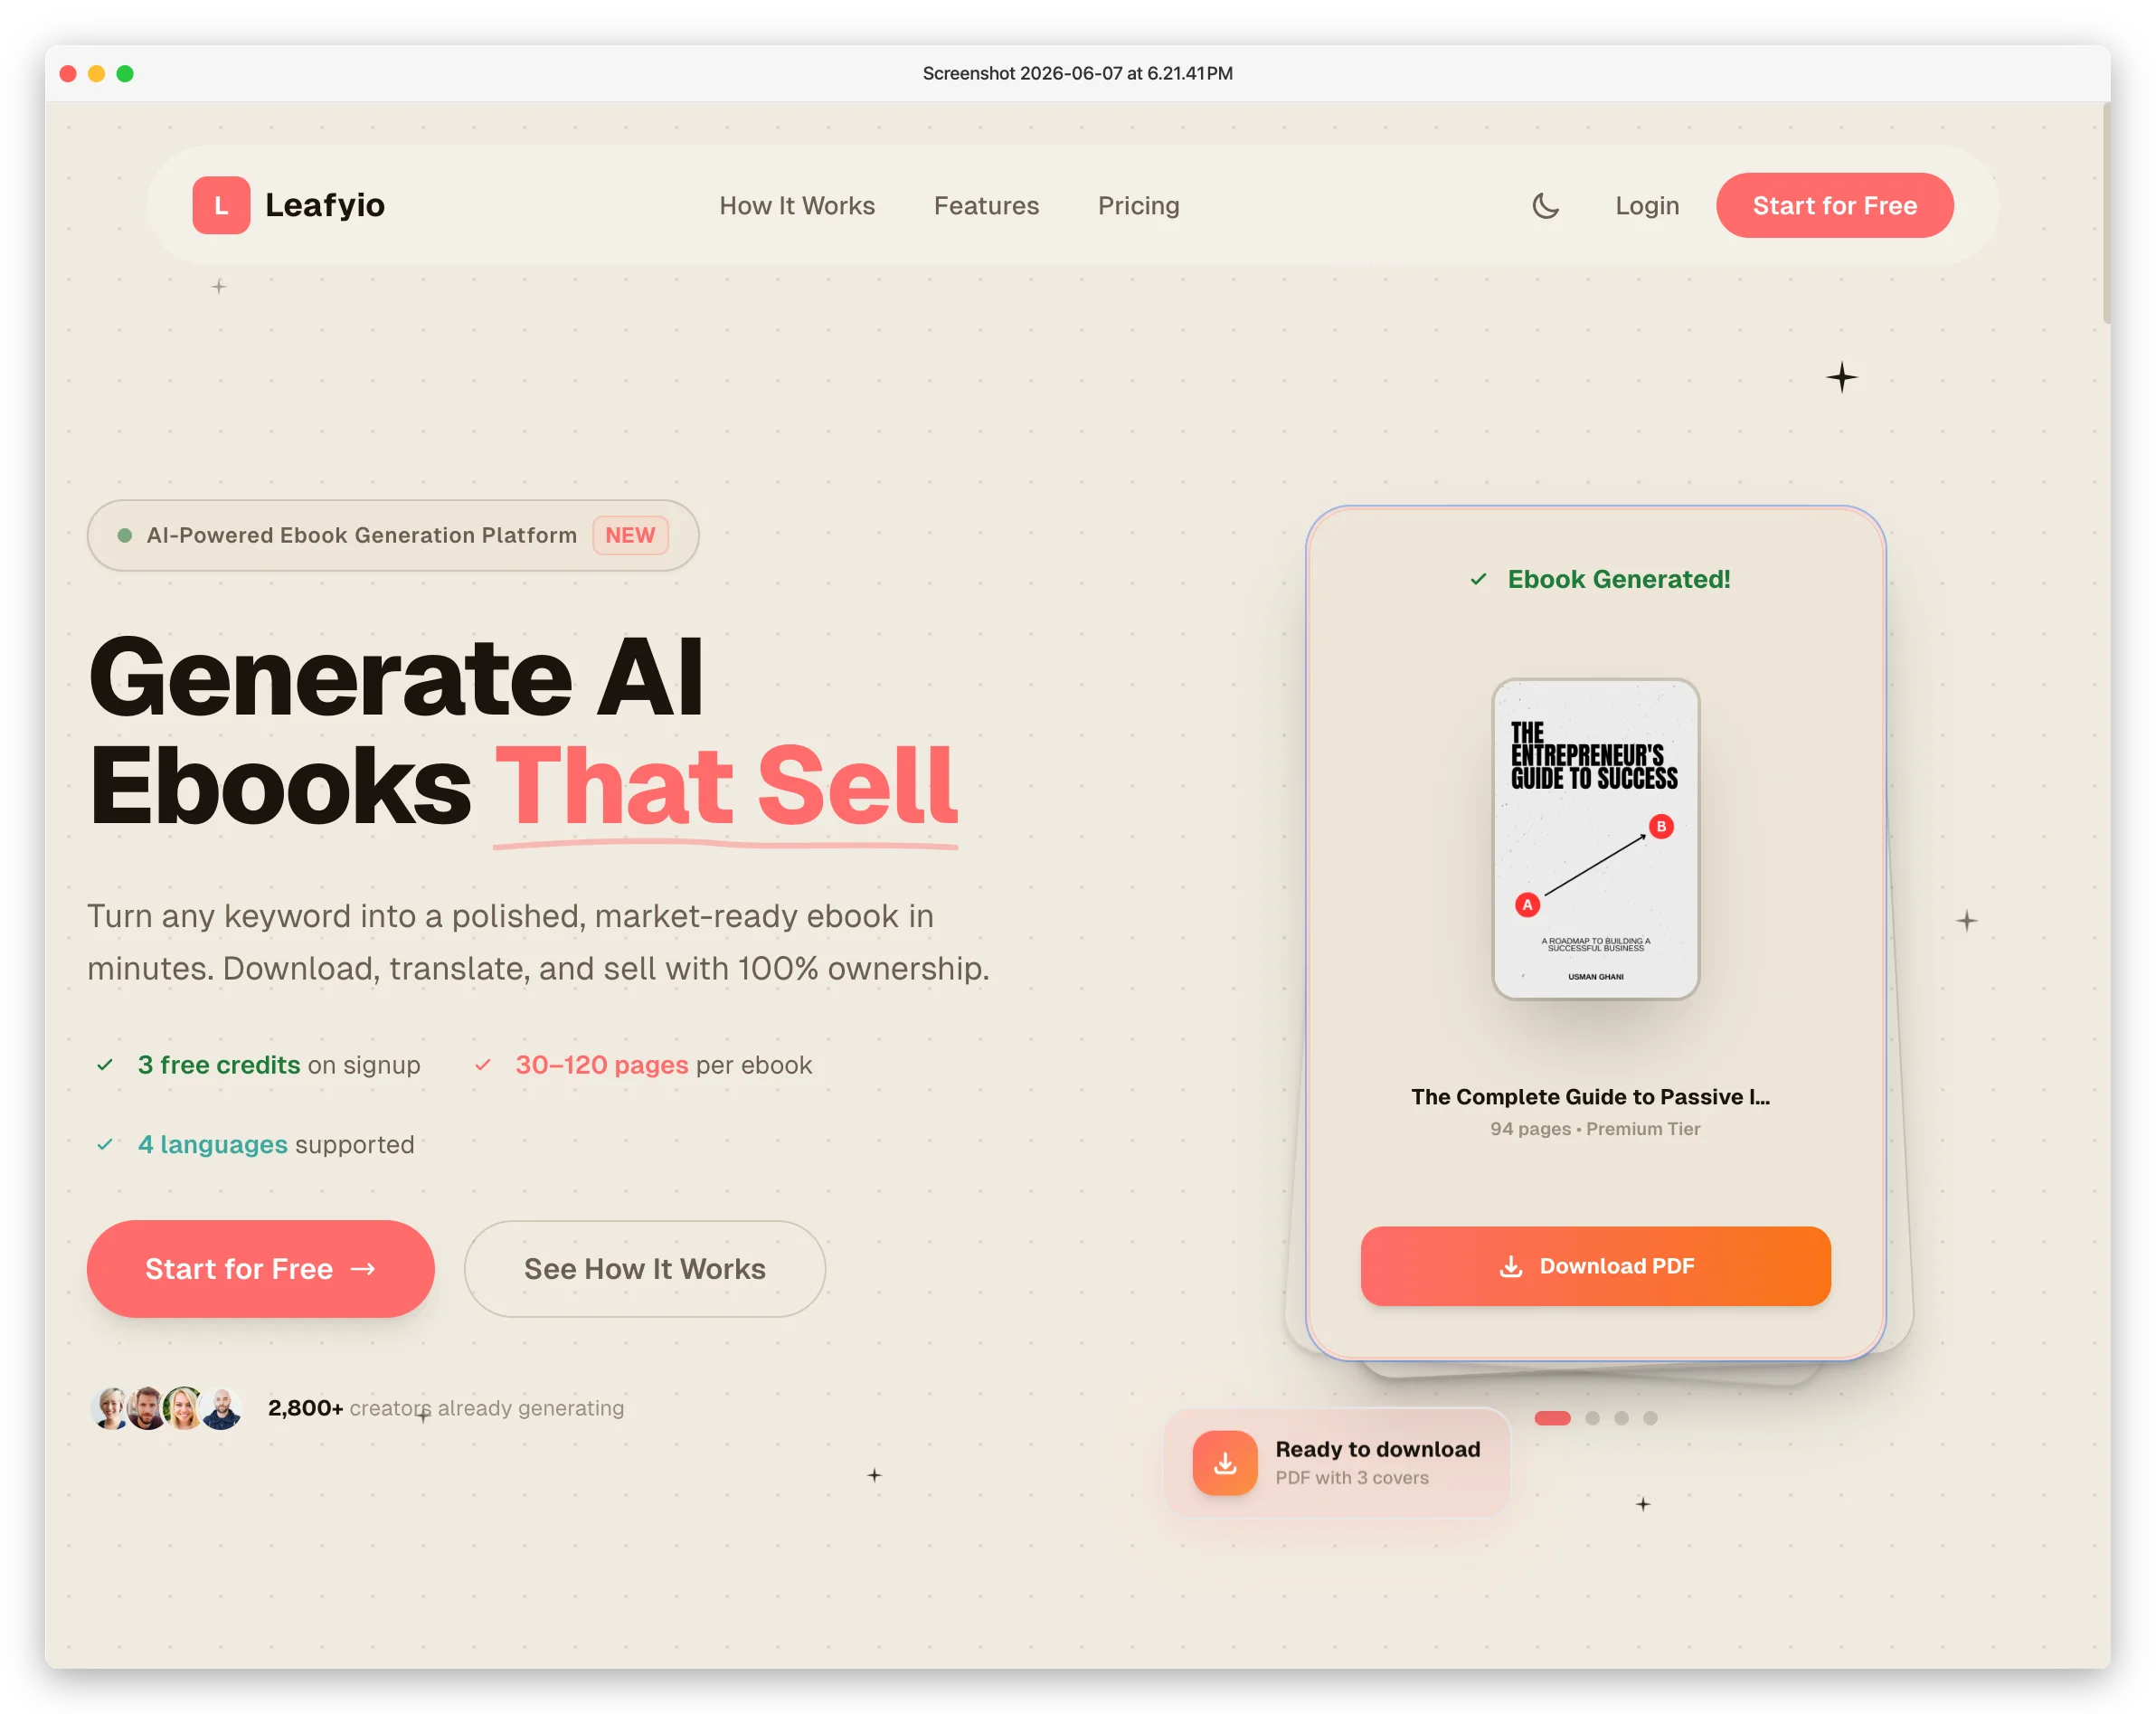 Screenshot 2026-06-07 at 6.21.41 PM
L Leafyio
How It Works
Features
Pricing
Login
Start for Free
AI-Powered Ebook Generation Platform NEW
Generate AI
Ebooks That Sell
Turn any keyword into a polished, market-ready ebook in
minutes. Download, translate, and sell with 100% ownership.
3 free credits on signup
30–120 pages per ebook
4 languages supported
Start for Free →
See How It Works
2,800+ creators already generating
Ebook Generated!
THE
ENTREPRENEUR'S
GUIDE TO SUCCESS
B
A
A ROADMAP TO BUILDING A
SUCCESSFUL BUSINESS
USMAN GHANI
The Complete Guide to Passive I...
94 pages • Premium Tier
Download PDF
Ready to download
PDF with 3 covers